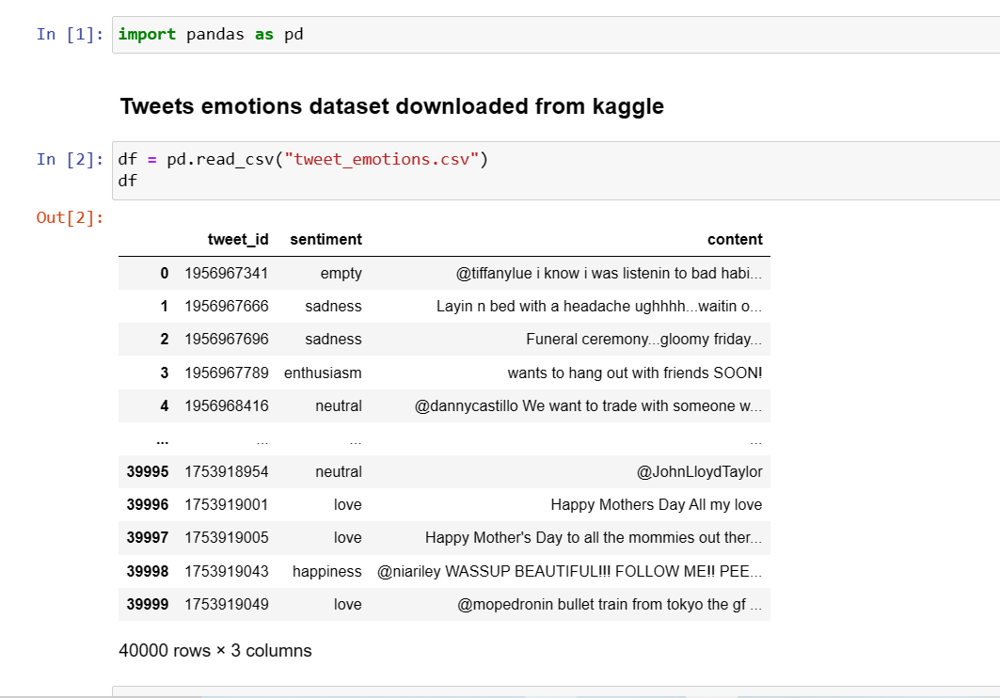 In [1]: import pandas as pd
Tweets emotions dataset downloaded from kaggle
In [2]: df = pd.read_csv("tweet_emotions.csv")
df
Out[2]:
tweet_id sentiment content
0 1956967341 empty @tiffanylue i know i was listenin to bad habi...
1 1956967666 sadness Layin n bed with a headache ughhhh...waitin o...
2 1956967696 sadness Funeral ceremony...gloomy friday...
3 1956967789 enthusiasm wants to hang out with friends SOON!
4 1956968416 neutral @dannycastillo We want to trade with someone w...
... ... ... ...
39995 1753918954 neutral @JohnLloydTaylor
39996 1753919001 love Happy Mothers Day All my love
39997 1753919005 love Happy Mother's Day to all the mommies out ther...
39998 1753919043 happiness @niariley WASSUP BEAUTIFUL!!! FOLLOW ME!! PEE...
39999 1753919049 love @mopedronin bullet train from tokyo the gf ...
40000 rows × 3 columns